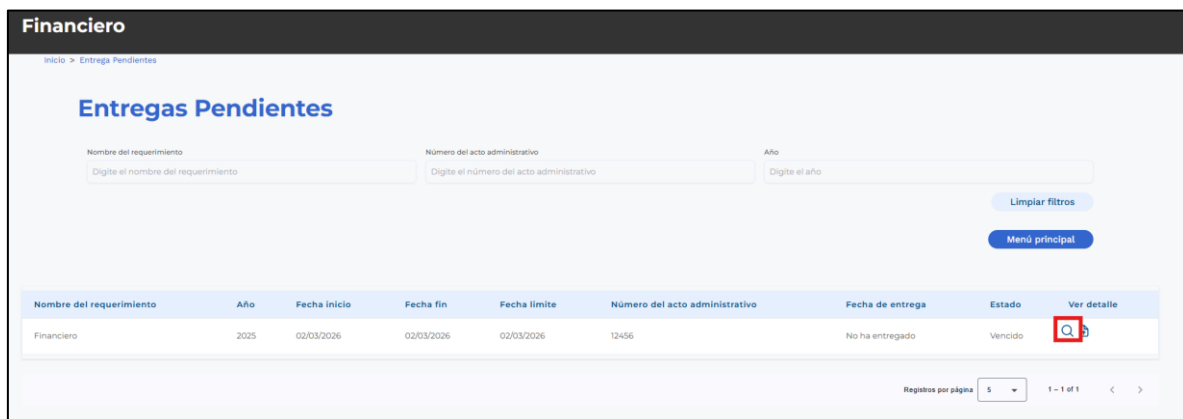 Financiero
Inicio > Entrega Pendientes
Entregas Pendientes
Nombre del requerimiento Número del acto administrativo Año
Digite el nombre del requerimiento Digite el número del acto administrativo Digite el año
Limpiar filtros
Menú principal
Nombre del requerimiento Año Fecha inicio Fecha fin Fecha limite Número del acto administrativo Fecha de entrega Estado Ver detalle
Financiero 2025 02/03/2026 02/03/2026 02/03/2026 12456 No ha entregado Vencido
Registros por página 5 1 – 1 of 1 < >